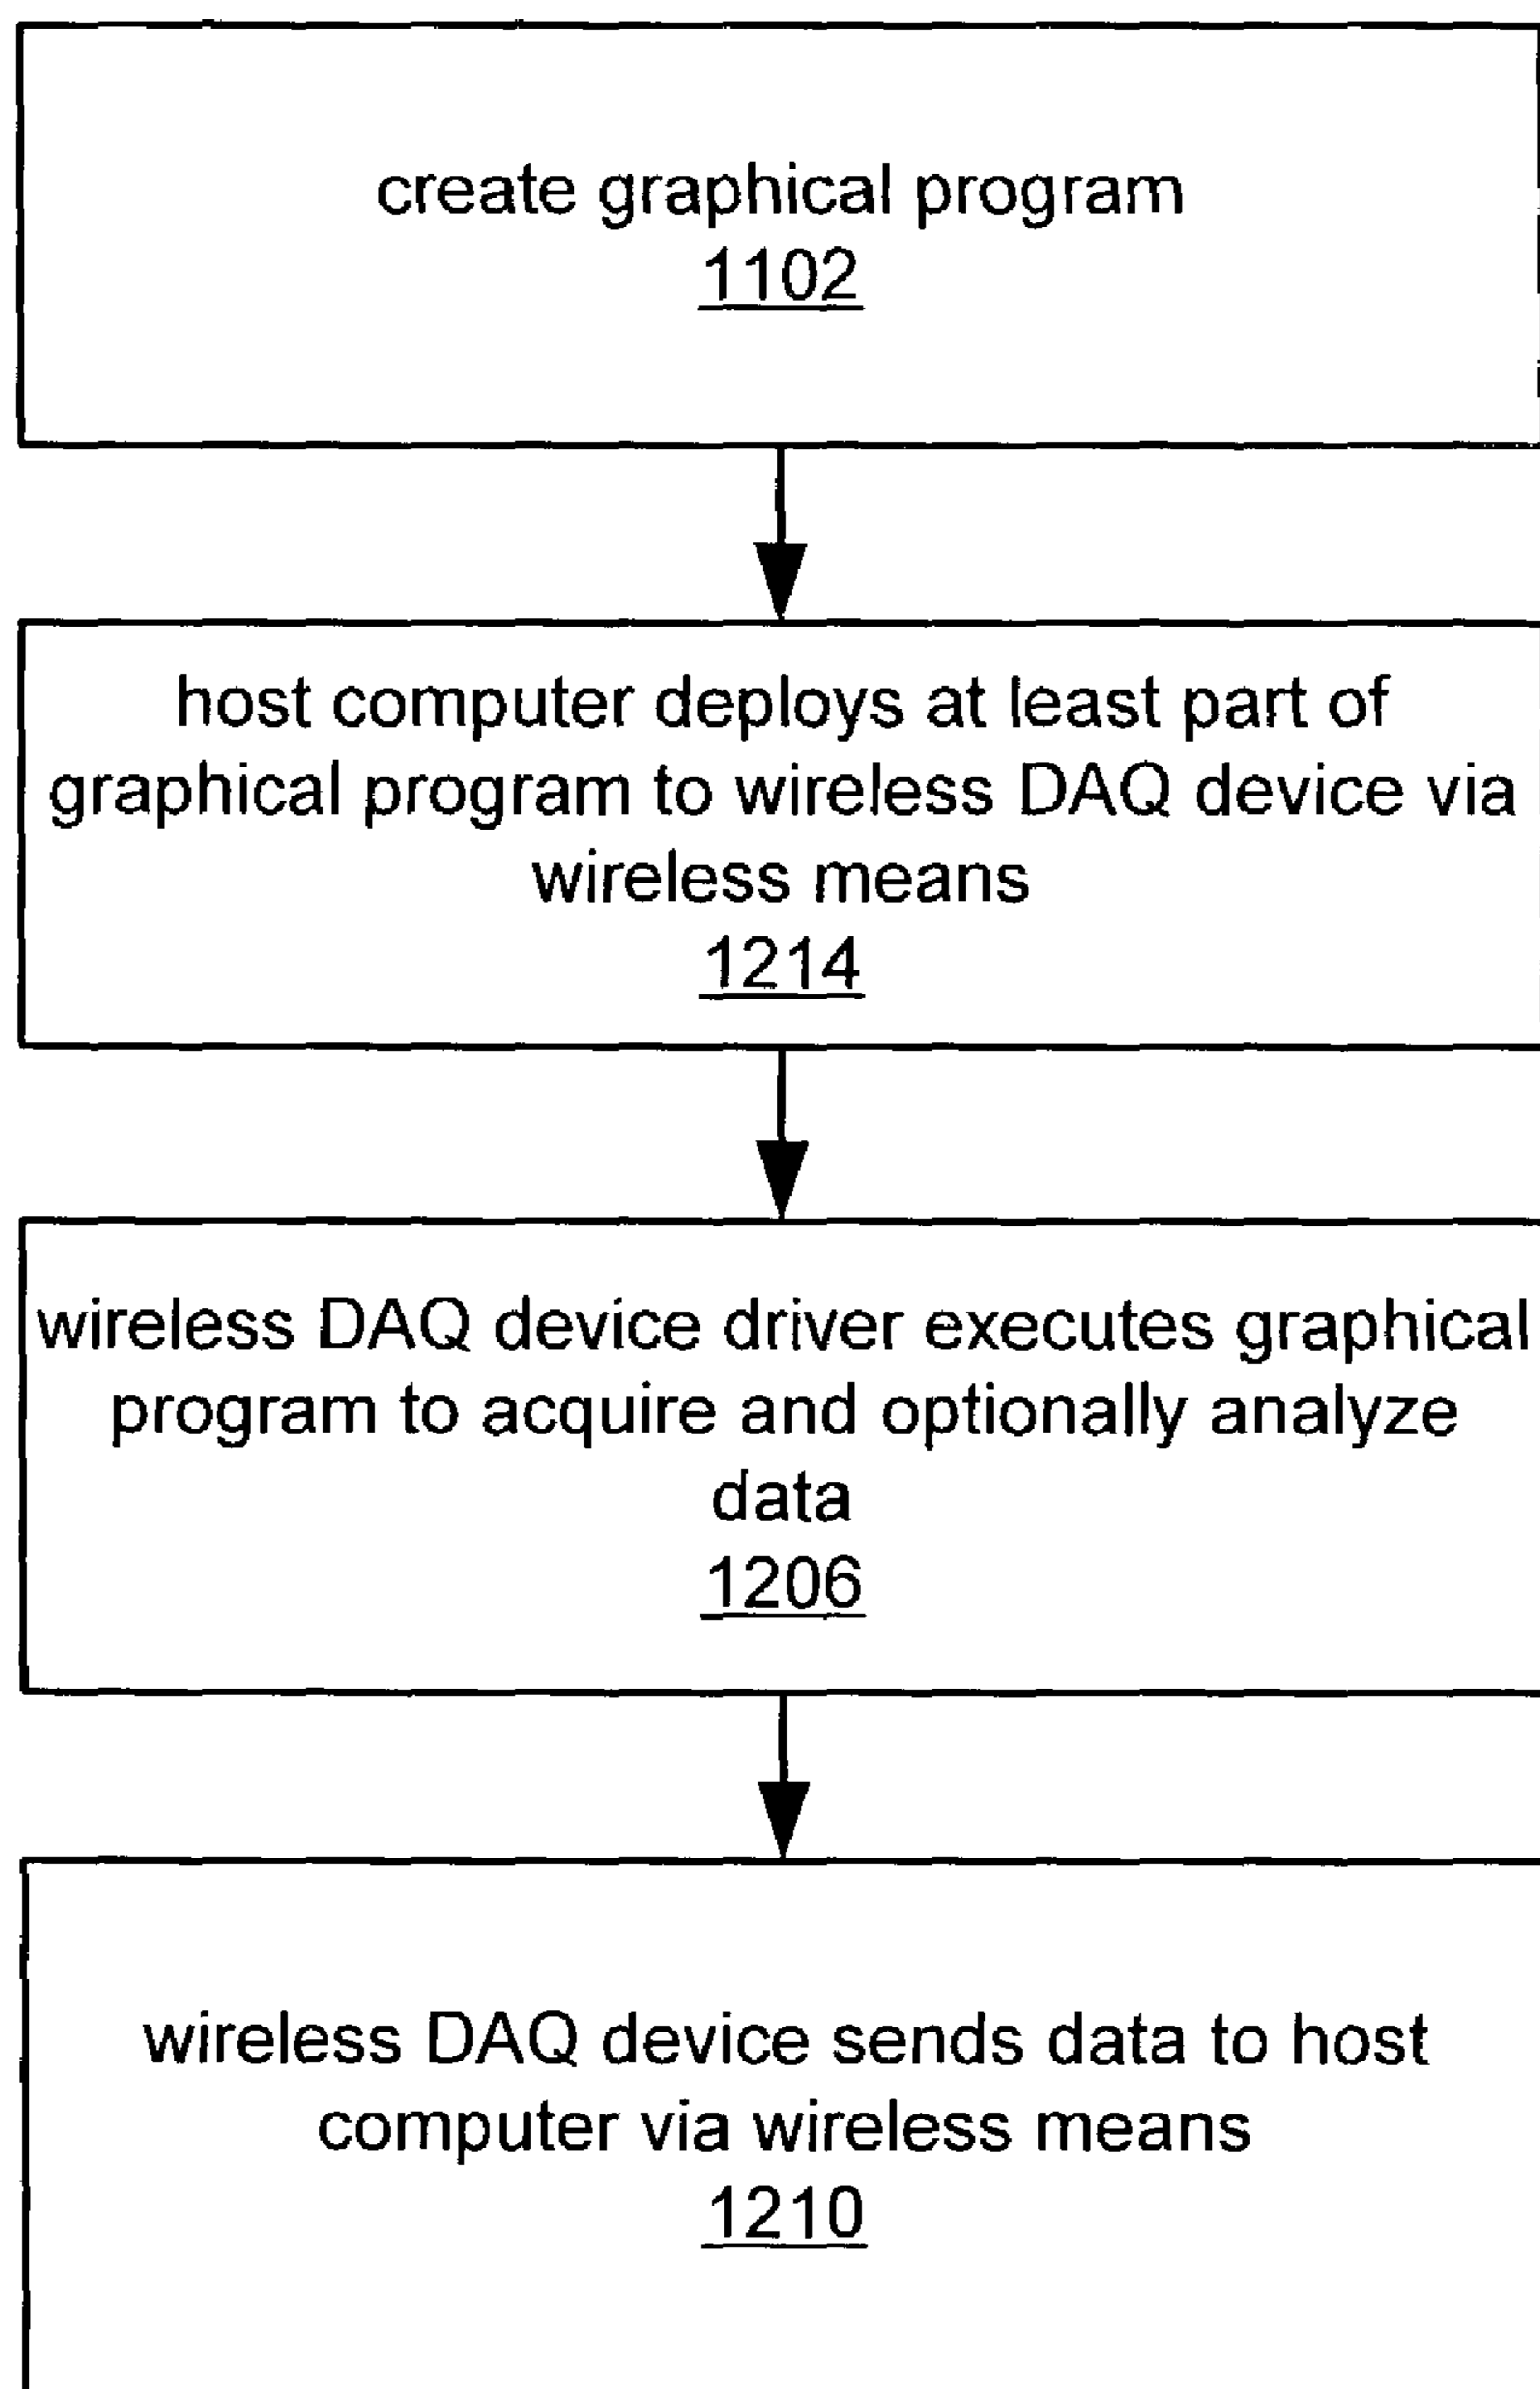 create graphical program
1102
host computer deploys at least part of
graphical program to wireless DAQ device via
wireless means
1214
wireless DAQ device driver executes graphical
program to acquire and optionally analyze
data
1206
wireless DAQ device sends data to host
computer via wireless means
1210